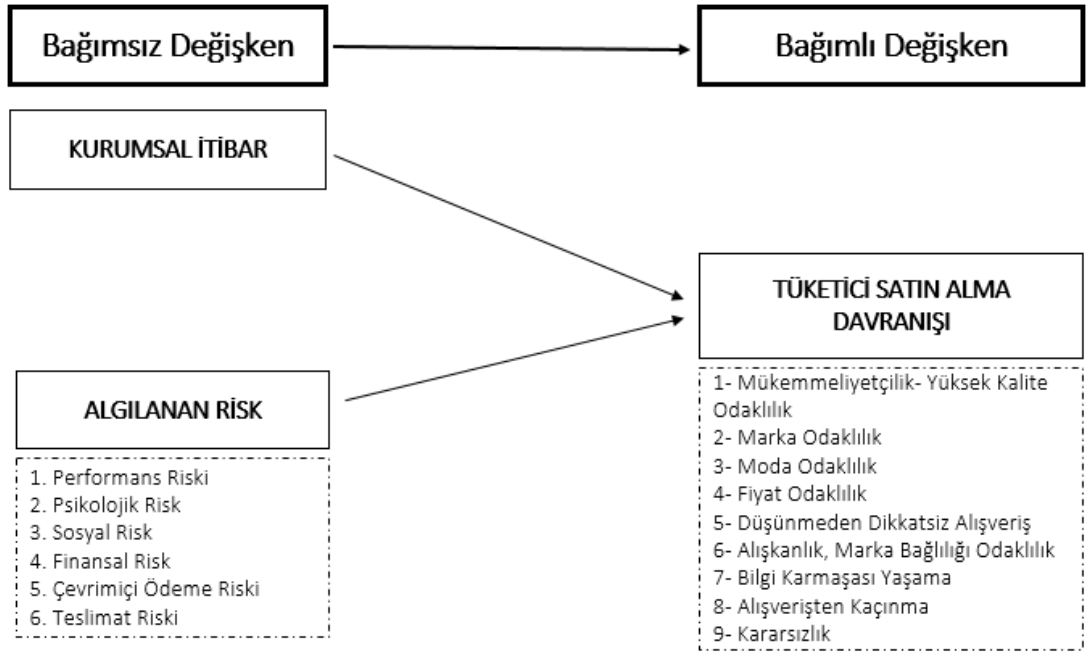 Bağımsız Değişken
Bağımlı Değişken
KURUMSAL İTİBAR
ALGILANAN RİSK
1. Performans Riski
2. Psikolojik Risk
3. Sosyal Risk
4. Finansal Risk
5. Çevrimiçi Ödeme Riski
6. Teslimat Riski
TÜKETİCİ SATIN ALMA
DAVRANIŞI
1- Mükemmeliyetçilik- Yüksek Kalite
Odaklılık
2- Marka Odaklılık
3- Moda Odaklılık
4- Fiyat Odaklılık
5- Düşünmeden Dikkatsiz Alışveriş
6- Alışkanlık, Marka Bağlılığı Odaklılık
7- Bilgi Karmaşası Yaşama
8- Alışverişten Kaçınma
9- Kararsızlık